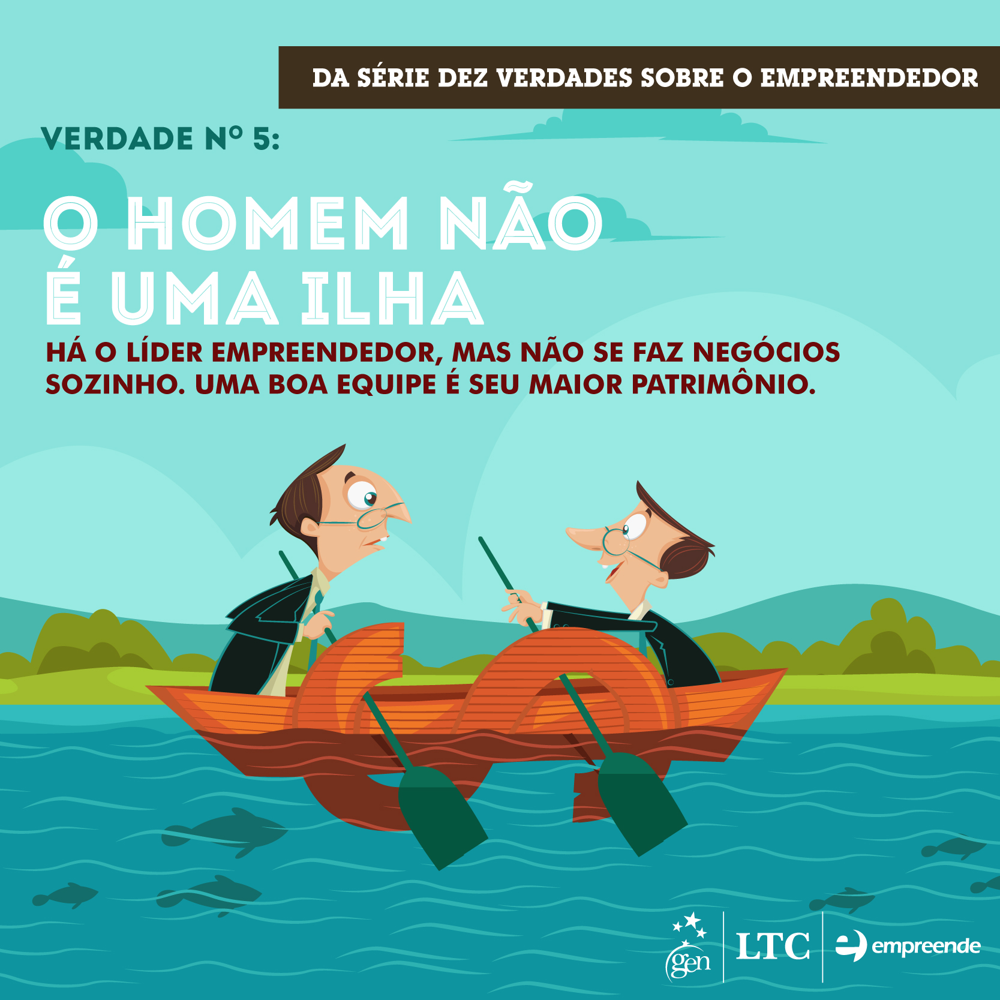 DA SÉRIE DEZ VERDADES SOBRE O EMPREENDEDOR
VERDADE Nº 5:
O HOMEM NÃO
É UMA ILHA
HÁ O LÍDER EMPREENDEDOR, MAS NÃO SE FAZ NEGÓCIOS
SOZINHO. UMA BOA EQUIPE É SEU MAIOR PATRIMÔNIO.
gen LTC empreende